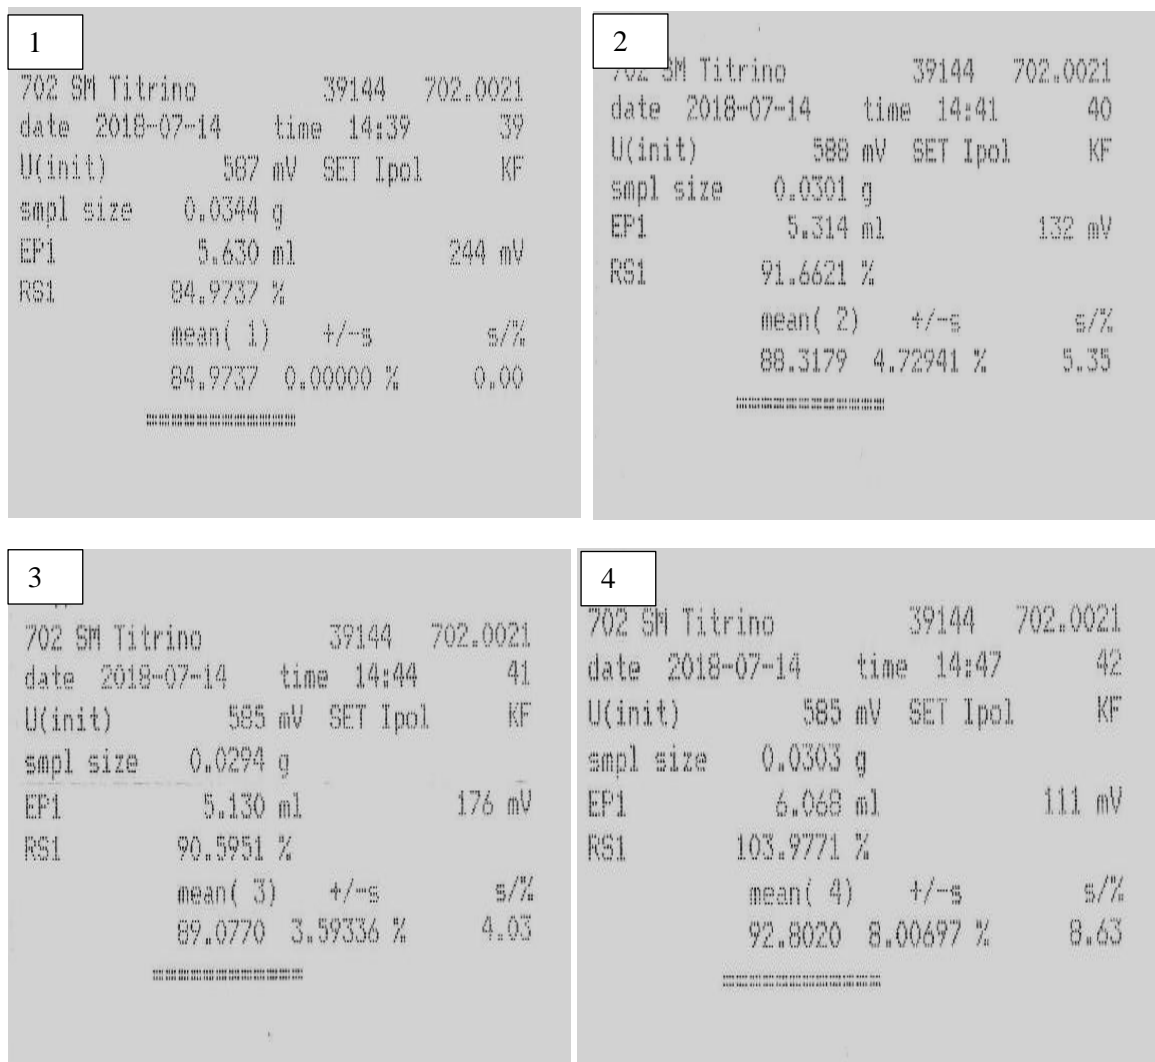 1
702 SM Titrino 39144 702.0021
date 2018-07-14 time 14:39 39
U(init) 587 mV SET Ipol KF
smpl size 0.0344 g
EP1 5.630 ml 244 mV
RS1 84.9737 %
mean( 1) +/-s s/%
84.9737 0.00000 % 0.00
2
702 SM Titrino 39144 702.0021
date 2018-07-14 time 14:41 40
U(init) 588 mV SET Ipol KF
smpl size 0.0301 g
EP1 5.314 ml 132 mV
RS1 91.6621 %
mean( 2) +/-s s/%
88.3179 4.72941 % 5.35
3
702 SM Titrino 39144 702.0021
date 2018-07-14 time 14:44 41
U(init) 585 mV SET Ipol KF
smpl size 0.0294 g
EP1 5.130 ml 176 mV
RS1 90.5951 %
mean( 3) +/-s s/%
89.0770 3.59336 % 4.03
4
702 SM Titrino 39144 702.0021
date 2018-07-14 time 14:47 42
U(init) 585 mV SET Ipol KF
smpl size 0.0303 g
EP1 6.068 ml 111 mV
RS1 103.9771 %
mean( 4) +/-s s/%
92.8020 8.00697 % 8.63